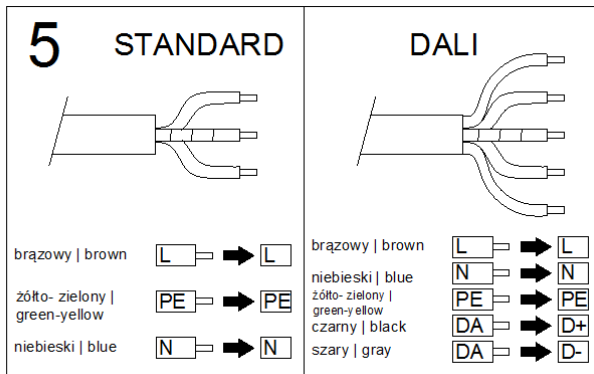 5 STANDARD
brązowy | brown L L
żółto- zielony |
green-yellow PE PE
niebieski | blue N N
DALI
brązowy | brown L L
niebieski | blue N N
żółto- zielony |
green-yellow PE PE
czarny | black DA D+
szary | gray DA D-